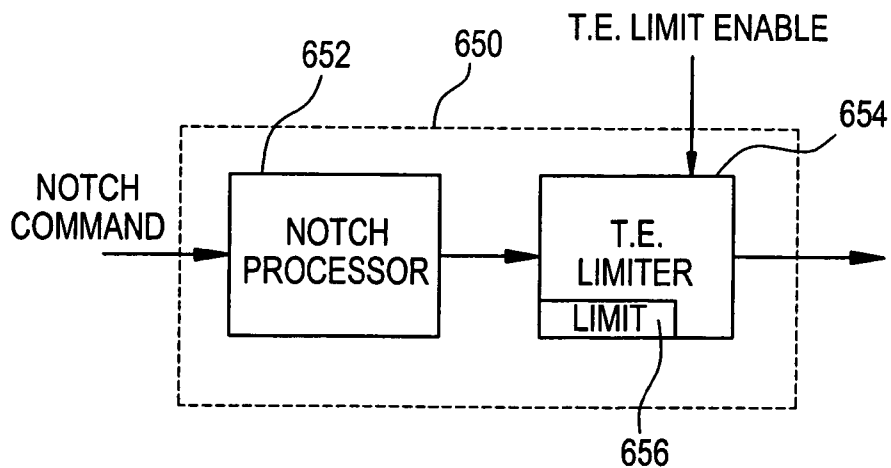 T.E. LIMIT ENABLE
650
652
654
NOTCH
COMMAND
NOTCH
PROCESSOR
T.E.
LIMITER
LIMIT
656